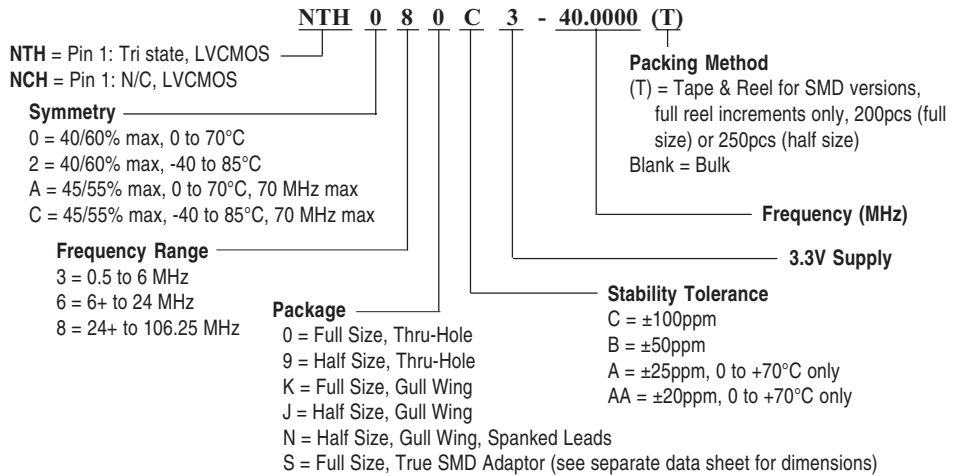 NTH 0 8 0 C 3 - 40.0000 (T)
NTH = Pin 1: Tri state, LVCMOS
NCH = Pin 1: N/C, LVCMOS
Symmetry
0 = 40/60% max, 0 to 70°C
2 = 40/60% max, -40 to 85°C
A = 45/55% max, 0 to 70°C, 70 MHz max
C = 45/55% max, -40 to 85°C, 70 MHz max
Frequency Range
3 = 0.5 to 6 MHz
6 = 6+ to 24 MHz
8 = 24+ to 106.25 MHz
Package
0 = Full Size, Thru-Hole
9 = Half Size, Thru-Hole
K = Full Size, Gull Wing
J = Half Size, Gull Wing
N = Half Size, Gull Wing, Spanked Leads
S = Full Size, True SMD Adaptor (see separate data sheet for dimensions)
Packing Method
(T) = Tape & Reel for SMD versions,
full reel increments only, 200pcs (full
size) or 250pcs (half size)
Blank = Bulk
Frequency (MHz)
3.3V Supply
Stability Tolerance
C = ±100ppm
B = ±50ppm
A = ±25ppm, 0 to +70°C only
AA = ±20ppm, 0 to +70°C only